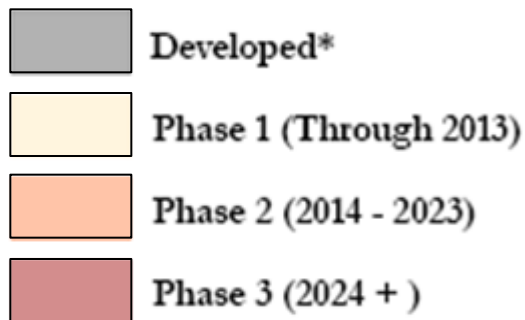 Developed*
Phase 1 (Through 2013)
Phase 2 (2014 - 2023)
Phase 3 (2024 + )